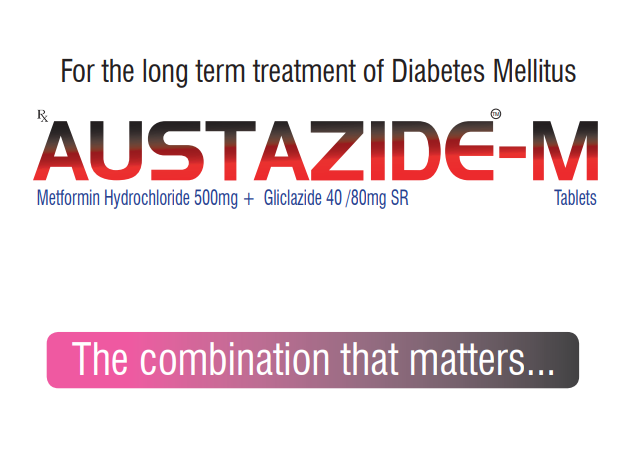 For the long term treatment of Diabetes Mellitus
℞ AUSTAZIDE-M ™
Metformin Hydrochloride 500mg + Gliclazide 40 /80mg SR Tablets
The combination that matters...